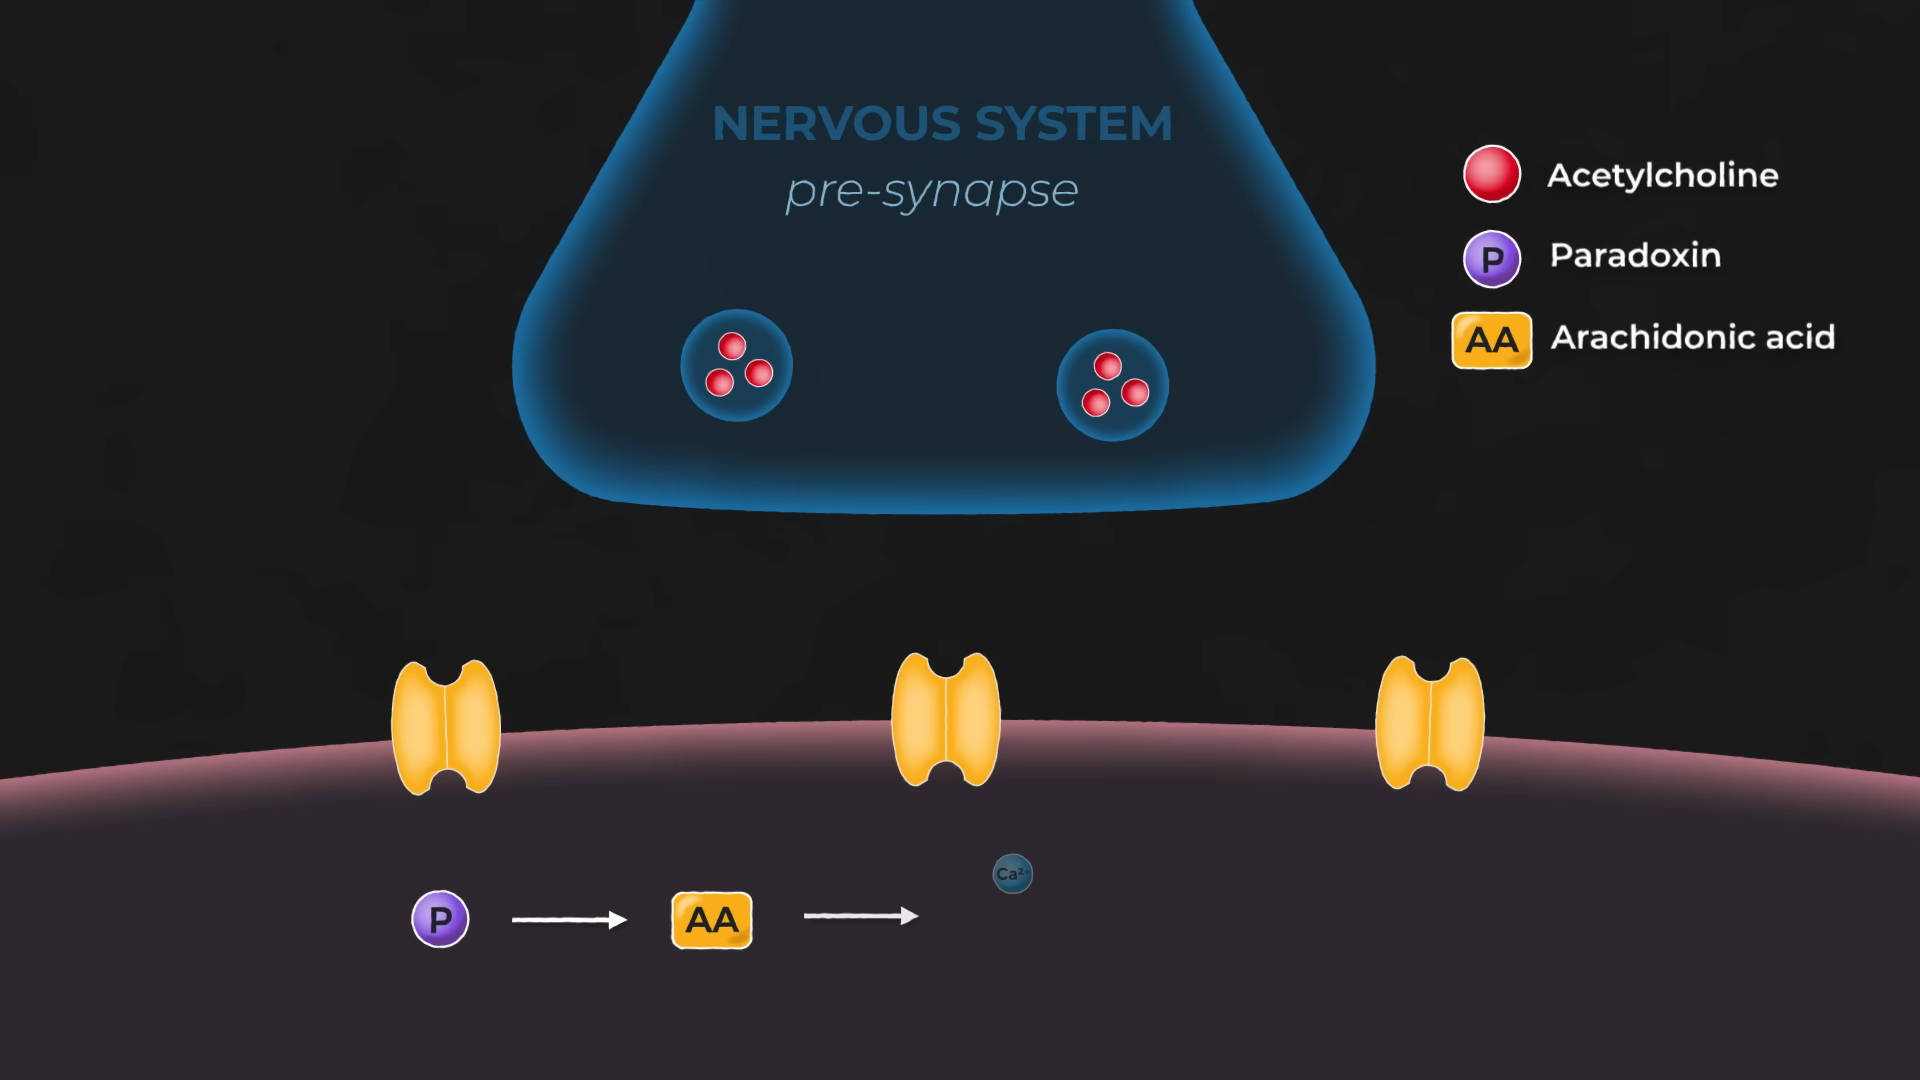 NERVOUS SYSTEM
pre-synapse
Acetylcholine
P Paradoxin
AA Arachidonic acid
Ca²⁺
P AA